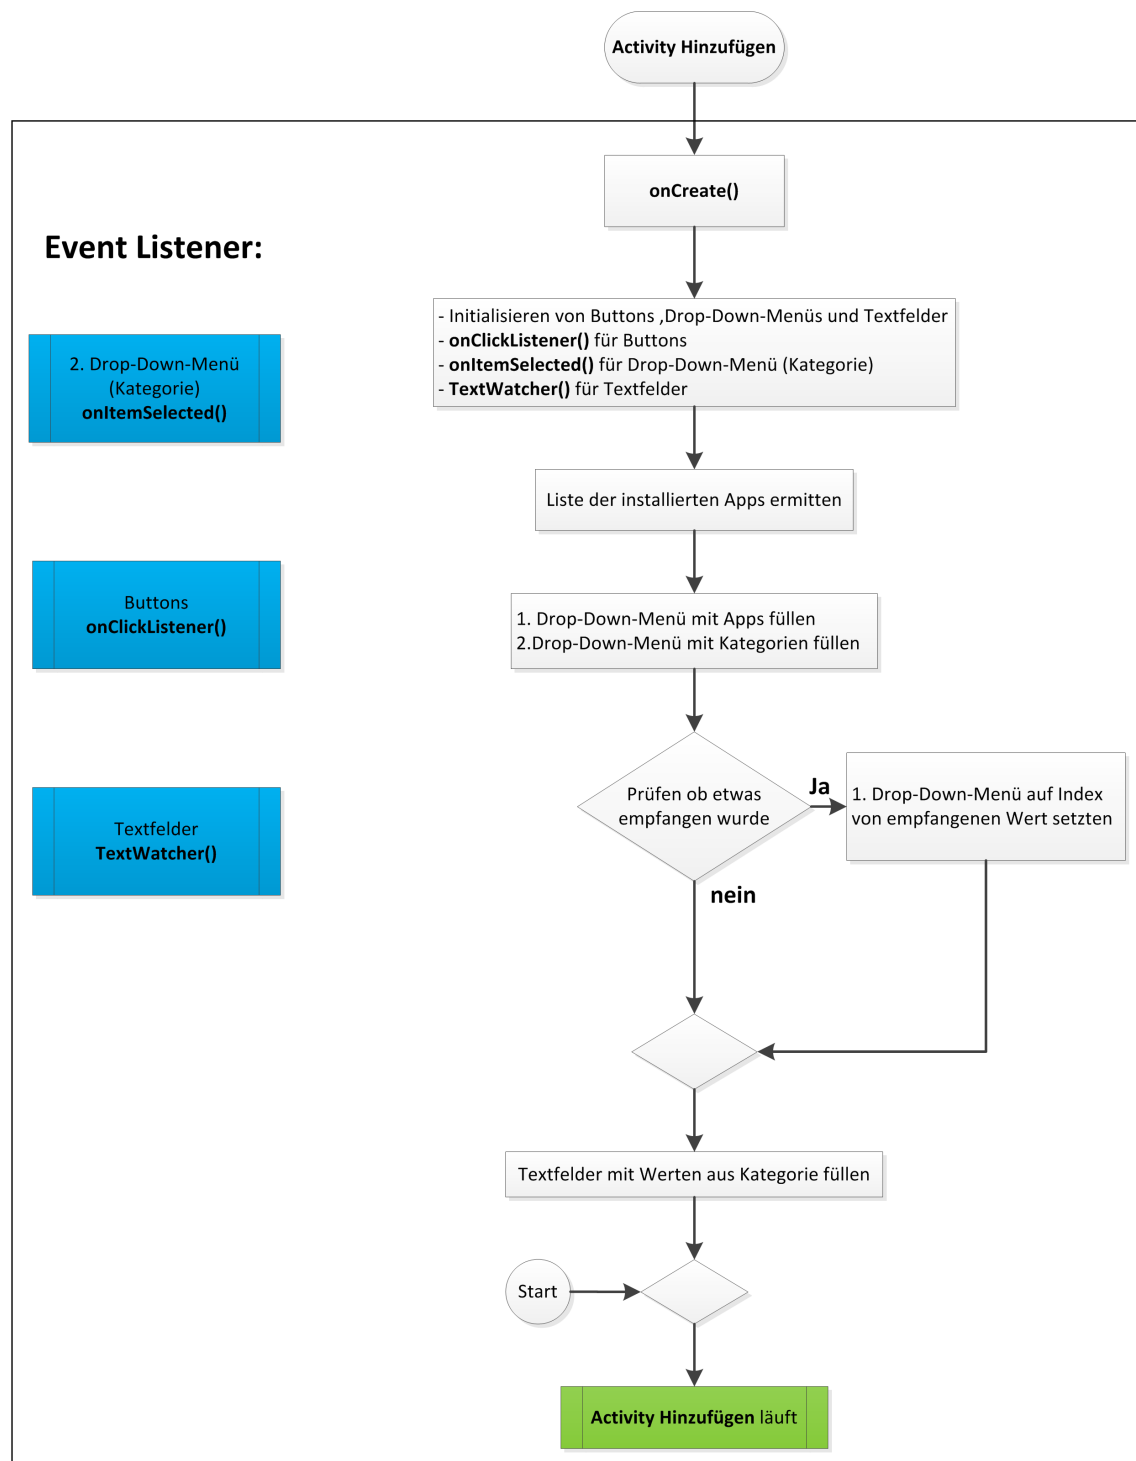 Activity Hinzufügen
onCreate()
Event Listener:
- Initialisieren von Buttons ,Drop-Down-Menüs und Textfelder
- onClickListener() für Buttons
- onItemSelected() für Drop-Down-Menü (Kategorie)
- TextWatcher() für Textfelder
2. Drop-Down-Menü
(Kategorie)
onItemSelected()
Liste der installierten Apps ermitten
Buttons
onClickListener()
1. Drop-Down-Menü mit Apps füllen
2.Drop-Down-Menü mit Kategorien füllen
Prüfen ob etwas
empfangen wurde
Ja
1. Drop-Down-Menü auf Index
von empfangenen Wert setzten
Textfelder
TextWatcher()
nein
Textfelder mit Werten aus Kategorie füllen
Start
Activity Hinzufügen läuft